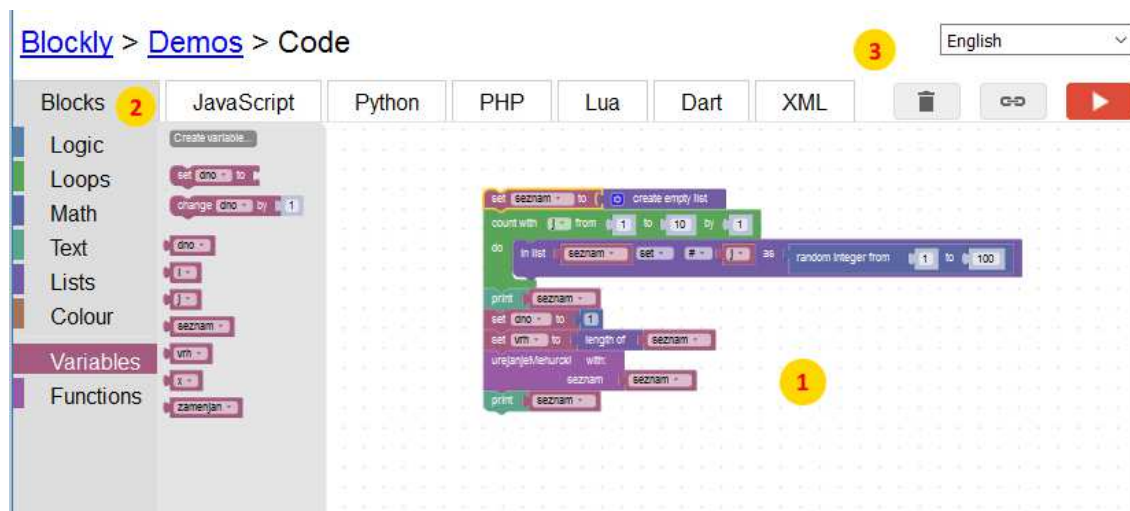 Blockly > Demos > Code
3
English
Blocks 2 JavaScript Python PHP Lua Dart XML
Logic
Loops
Math
Text
Lists
Colour
Variables
Functions
Create variable...
set dno to
change dno by 1
dno
i
j
seznam
vrh
x
zamenjan
set seznam to create empty list
count with j from 1 to 10 by 1
do in list seznam set # j as random integer from 1 to 100
print seznam
set dno to 1
set vrh to length of seznam
urejanjeMehurcki with:
seznam seznam
print seznam
1